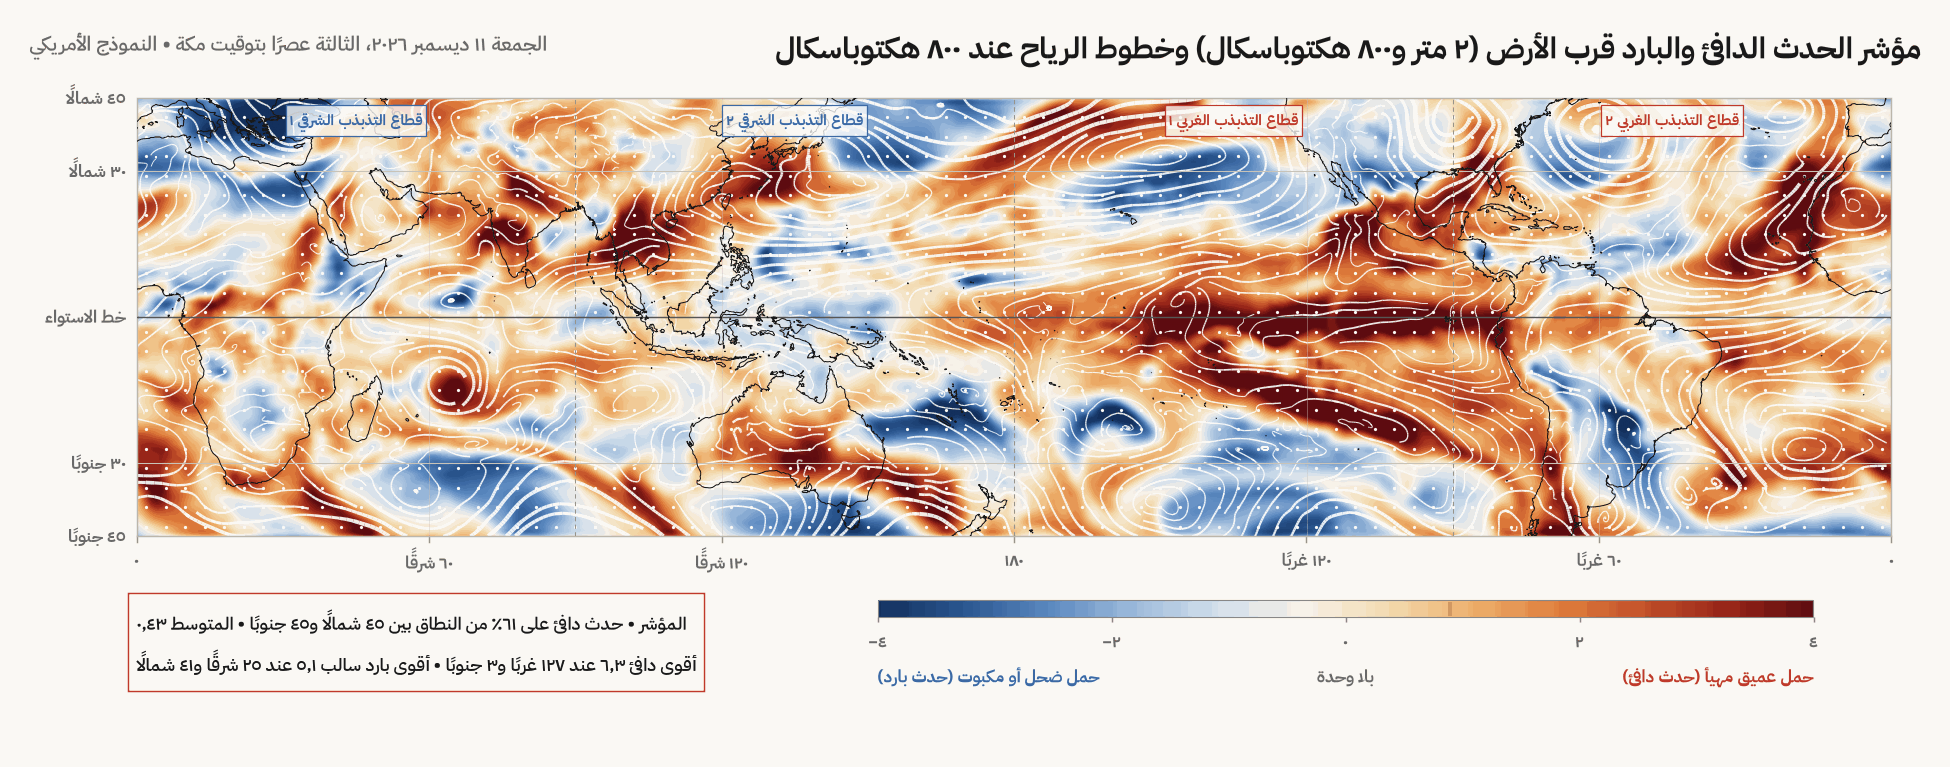 مؤشر الحدث الدافئ والبارد قرب الأرض (٢ متر و٨٠٠ هكتوباسكال) وخطوط الرياح عند ٨٠٠ هكتوباسكال
الجمعة ١١ ديسمبر ٢٠٢٦، الثالثة عصرًا بتوقيت مكة • النموذج الأمريكي
٤٥ شمالًا
٣٠ شمالًا
خط الاستواء
٣٠ جنوبًا
٤٥ جنوبًا
قطاع التذبذب الشرقي ١
قطاع التذبذب الشرقي ٢
قطاع التذبذب الغربي ١
قطاع التذبذب الغربي ٢
٠
٦٠ شرقًا
١٢٠ شرقًا
١٨٠
١٢٠ غربًا
٦٠ غربًا
٠
المؤشر • حدث دافئ على ٦١٪ من النطاق بين ٤٥ شمالًا و٤٥ جنوبًا • المتوسط ٠,٤٣
أقوى دافئ ٦,٣ عند ١٢٧ غربًا و٣ جنوبًا • أقوى بارد سالب ٥,١ عند ٢٥ شرقًا و٤١ شمالًا
−٤
−٢
٠
٢
٤
حمل عميق مهيأ (حدث دافئ)
بلا وحدة
حمل ضحل أو مكبوت (حدث بارد)